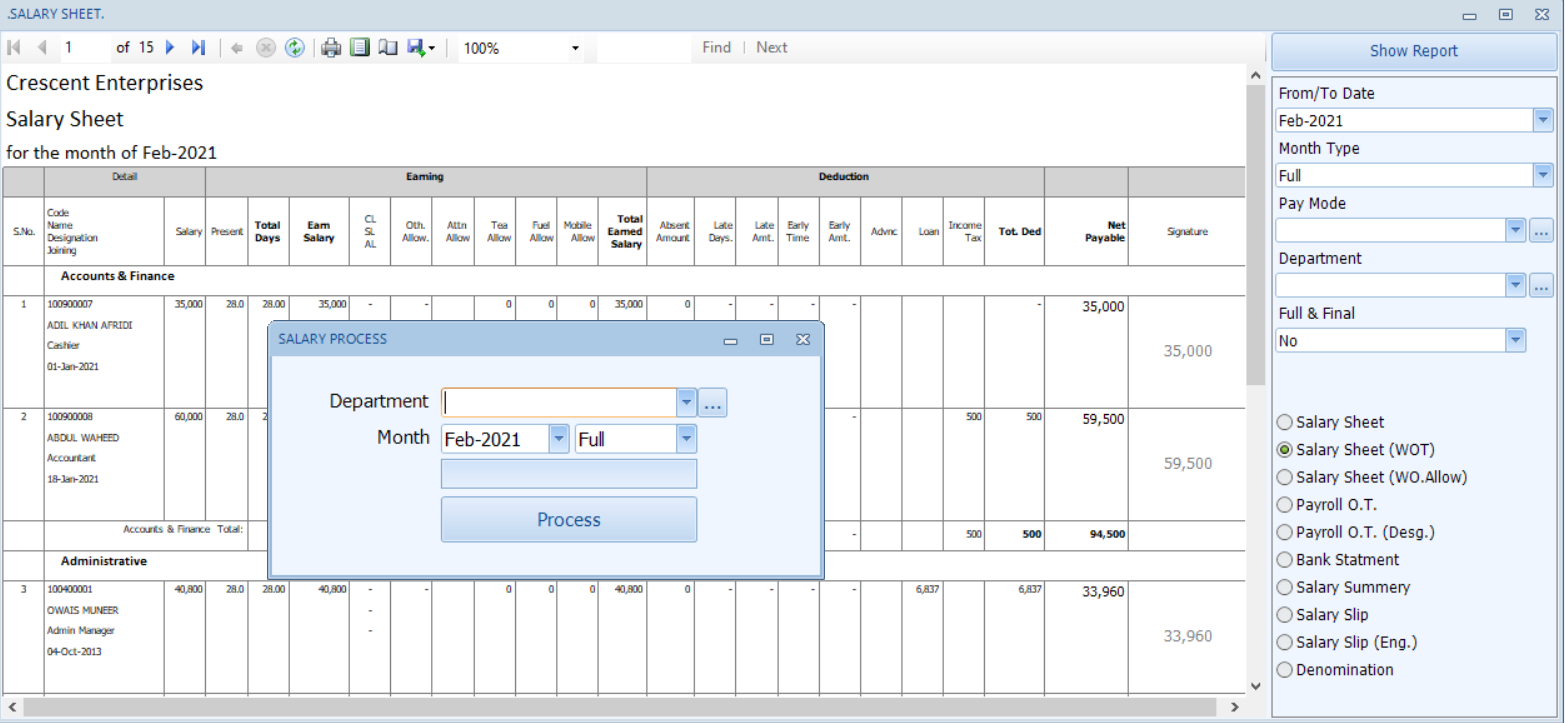 .SALARY SHEET.
1 of 15 100% Find | Next
Crescent Enterprises
Salary Sheet
for the month of Feb-2021
Detail Earning Deduction
S.No. Code Name Designation Joining Salary Present Total Days Earn Salary CL SL AL Oth. Allow. Attn Allow Tea Allow Fuel Allow Mobile Allow Total Earned Salary Absent Amount Late Days. Late Amt. Early Time Early Amt. Advnc Loan Income Tax Tot. Ded Net Payable Signature
Accounts & Finance
1 100900007 35,000 28.0 28.00 35,000 - - 0 0 0 35,000 0 - - - - - 35,000
ADIL KHAN AFRIDI
Cashier
35,000
01-Jan-2021
2 100900008 60,000 28.0 2 - 500 500 59,500
ABDUL WAHEED
Accountant
59,500
18-Jan-2021
Accounts & Finance Total: - 500 500 94,500
Administrative
3 100400001 40,800 28.0 28.00 40,800 - - 0 0 0 40,800 0 - - - - 6,837 6,837 33,960
OWAIS MUNEER -
Admin Manager -
33,960
04-Oct-2013
SALARY PROCESS
Department ...
Month Feb-2021 Full
Process
Show Report
From/To Date
Feb-2021
Month Type
Full
Pay Mode
...
Department
...
Full & Final
No
Salary Sheet
Salary Sheet (WOT)
Salary Sheet (WO.Allow)
Payroll O.T.
Payroll O.T. (Desg.)
Bank Statment
Salary Summery
Salary Slip
Salary Slip (Eng.)
Denomination